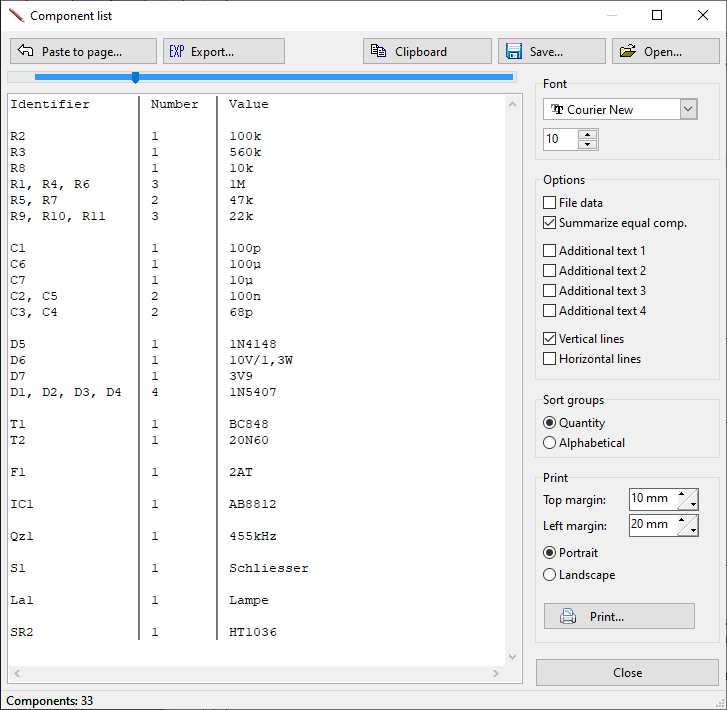 Component list
Paste to page...
EXP Export...
Clipboard
Save...
Open...
Identifier Number Value
R2 1 100k
R3 1 560k
R8 1 10k
R1, R4, R6 3 1M
R5, R7 2 47k
R9, R10, R11 3 22k
C1 1 100p
C6 1 100µ
C7 1 10µ
C2, C5 2 100n
C3, C4 2 68p
D5 1 1N4148
D6 1 10V/1,3W
D7 1 3V9
D1, D2, D3, D4 4 1N5407
T1 1 BC848
T2 1 20N60
F1 1 2AT
IC1 1 AB8812
Qz1 1 455kHz
S1 1 Schliesser
La1 1 Lampe
SR2 1 HT1036
Font
Courier New
10
Options
File data
Summarize equal comp.
Additional text 1
Additional text 2
Additional text 3
Additional text 4
Vertical lines
Horizontal lines
Sort groups
Quantity
Alphabetical
Print
Top margin: 10 mm
Left margin: 20 mm
Portrait
Landscape
Print...
Close
Components: 33